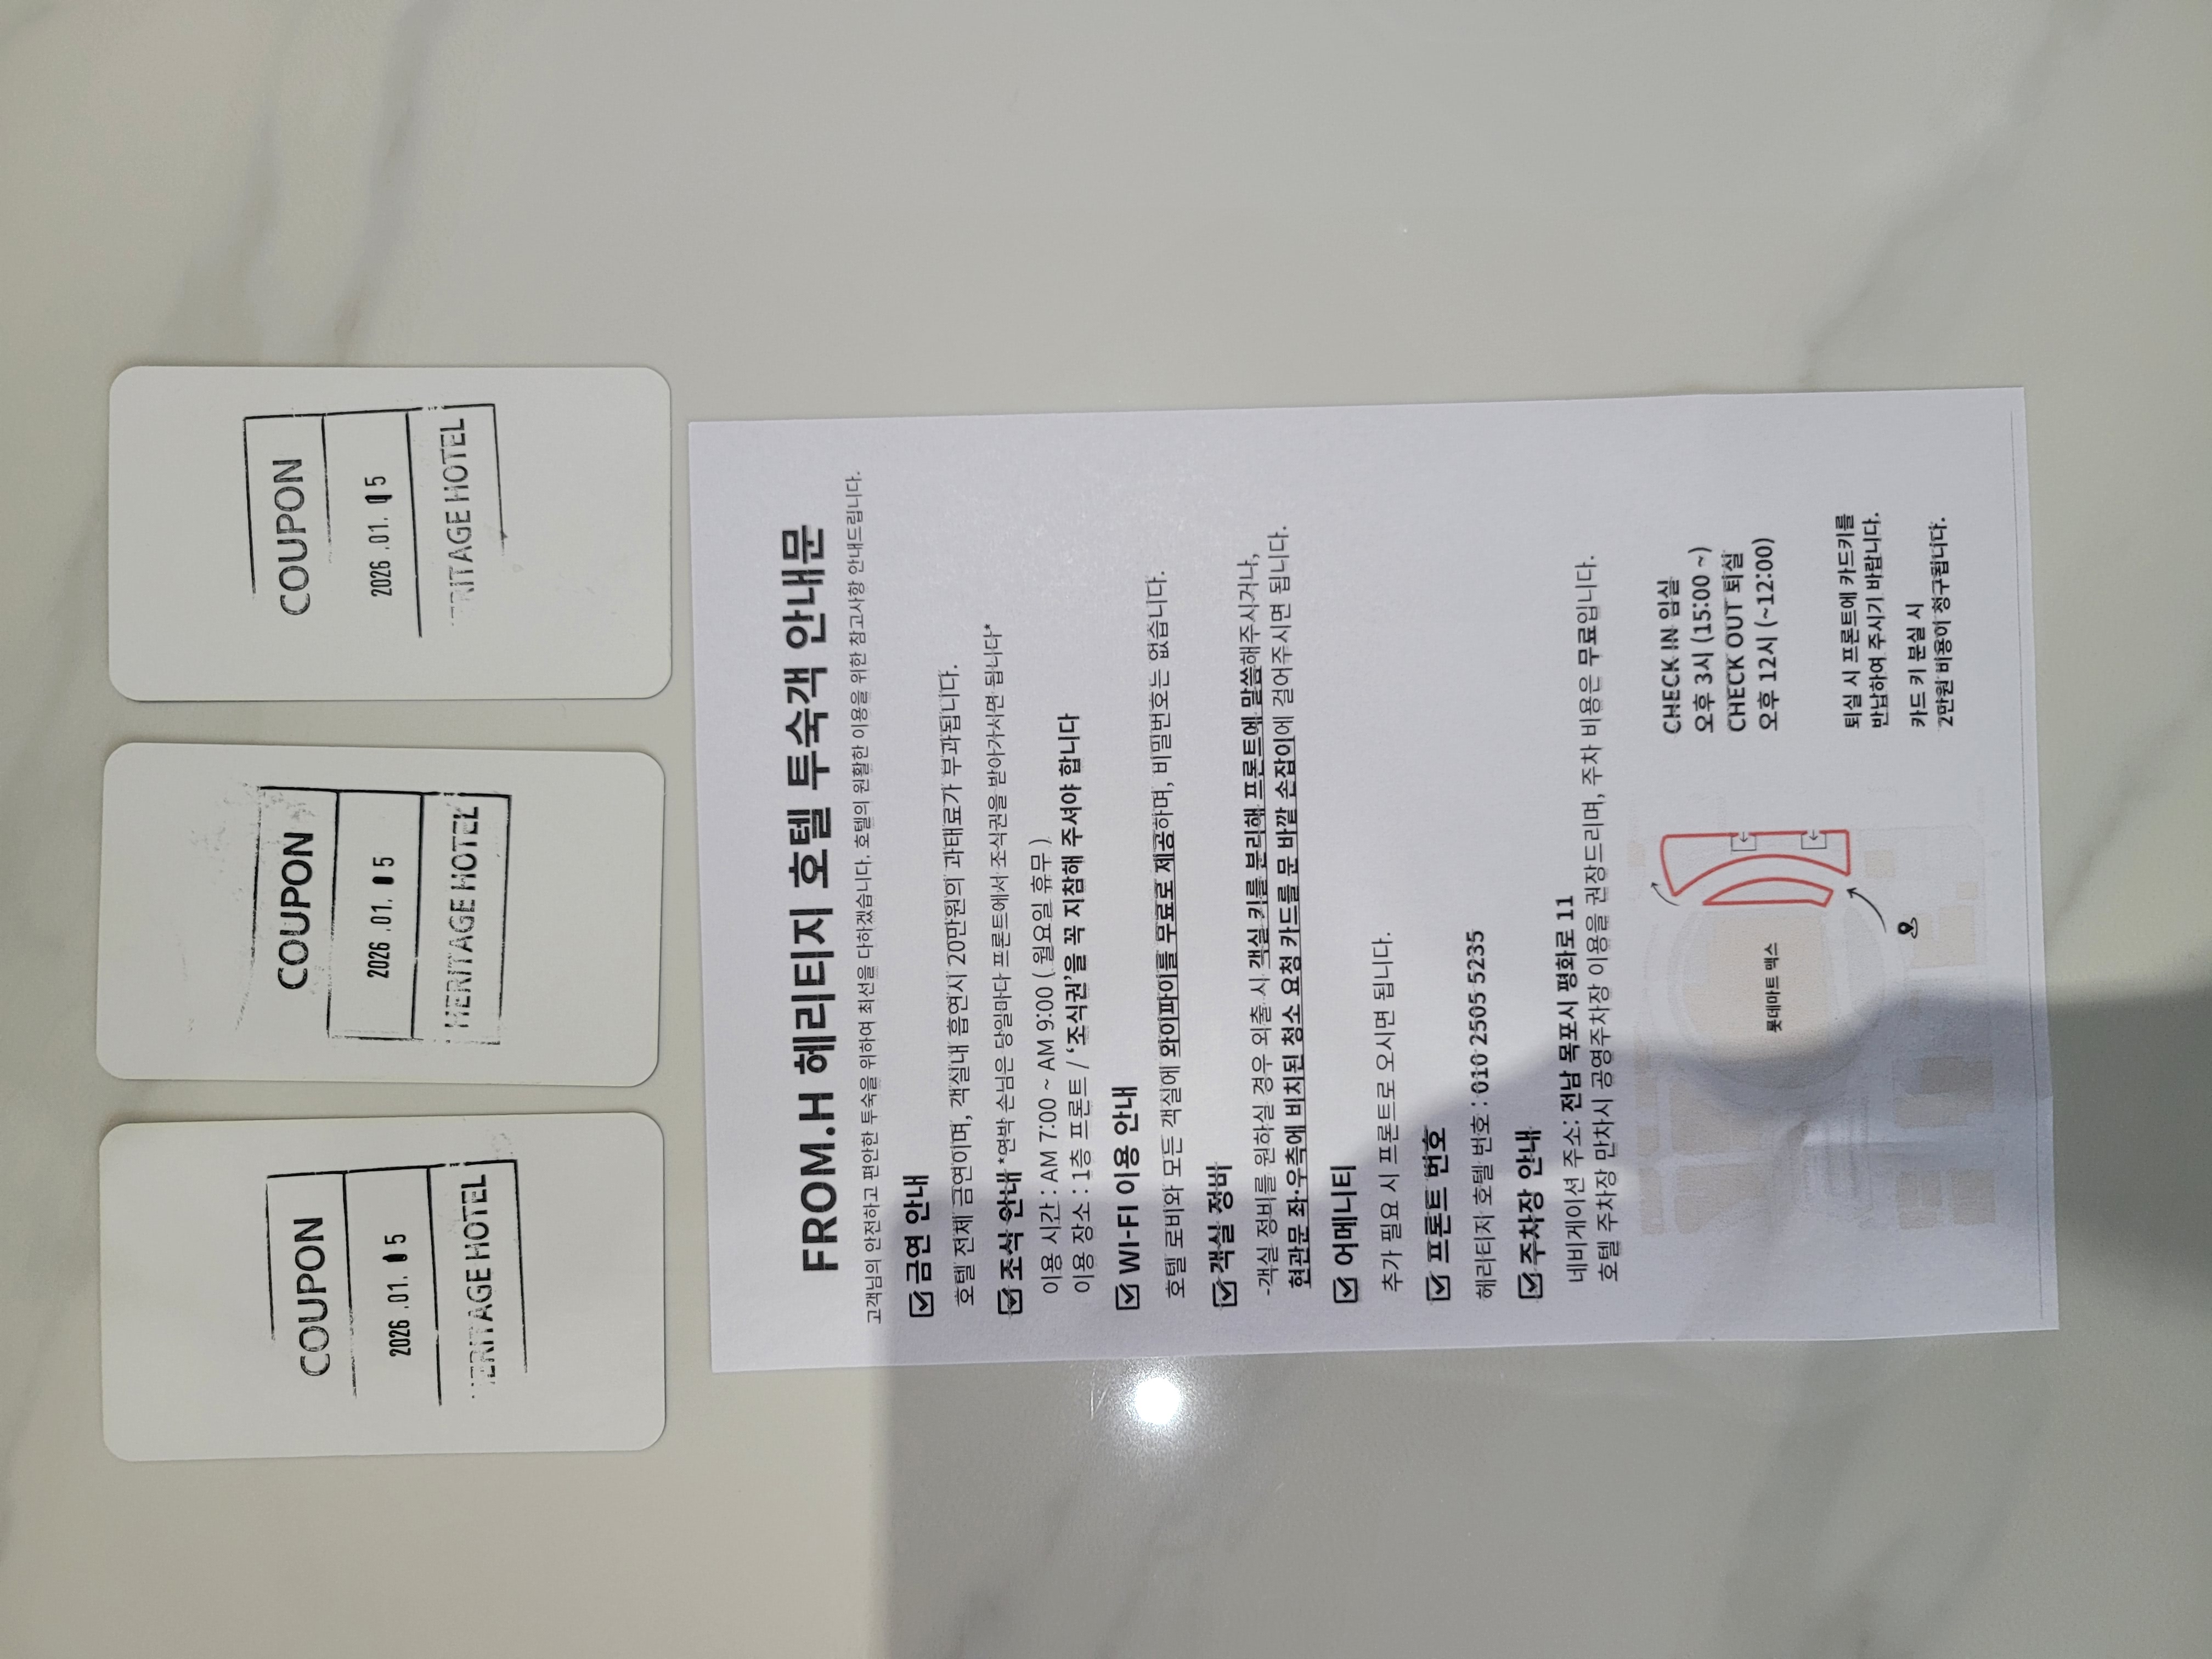 COUPON
2026 .01. 05
HERITAGE HOTEL
COUPON
2026 .01. 05
HERITAGE HOTEL
COUPON
2026 .01. 05
ERITAGE HOTEL
FROM.H 헤리티지 호텔 투숙객 안내문
고객님의 안전하고 편안한 투숙을 위하여 최선을 다하겠습니다. 호텔의 원활한 이용을 위한 참고사항 안내드립니다.
☑ 금연 안내
호텔 전체 금연이며, 객실내 흡연시 20만원의 과태료가 부과됩니다.
☑ 조식 안내 *연박 손님은 당일마다 프론트에서 조식권을 받아가시면 됩니다*
이용 시간 : AM 7:00 ~ AM 9:00 ( 월요일 휴무 )
이용 장소 : 1층 프론트 / '조식권'을 꼭 지참해 주셔야 합니다
☑ WI-FI 이용 안내
호텔 로비와 모든 객실에 와이파이를 무료로 제공하며, 비밀번호는 없습니다.
☑ 객실 정비
-객실 정비를 원하실 경우 외출 시 객실 키를 분리해 프론트에 말씀해주시거나,
현관문 좌·우측에 비치된 청소 요청 카드를 문 바깥 손잡이에 걸어주시면 됩니다.
☑ 어메니티
추가 필요 시 프론트로 오시면 됩니다.
☑ 프론트 번호
헤리티지 호텔 번호 : 010 2505 5235
☑ 주차장 안내
네비게이션 주소: 전남 목포시 평화로 11
호텔 주차장 만차시 공영주차장 이용을 권장드리며, 주차 비용은 무료입니다.
롯데마트 맥스
CHECK IN 입실
오후 3시 (15:00 ~)
CHECK OUT 퇴실
오후 12시 (~12:00)
퇴실 시 프론트에 카드키를
반납하여 주시기 바랍니다.
카드 키 분실 시
2만원 비용이 청구됩니다.